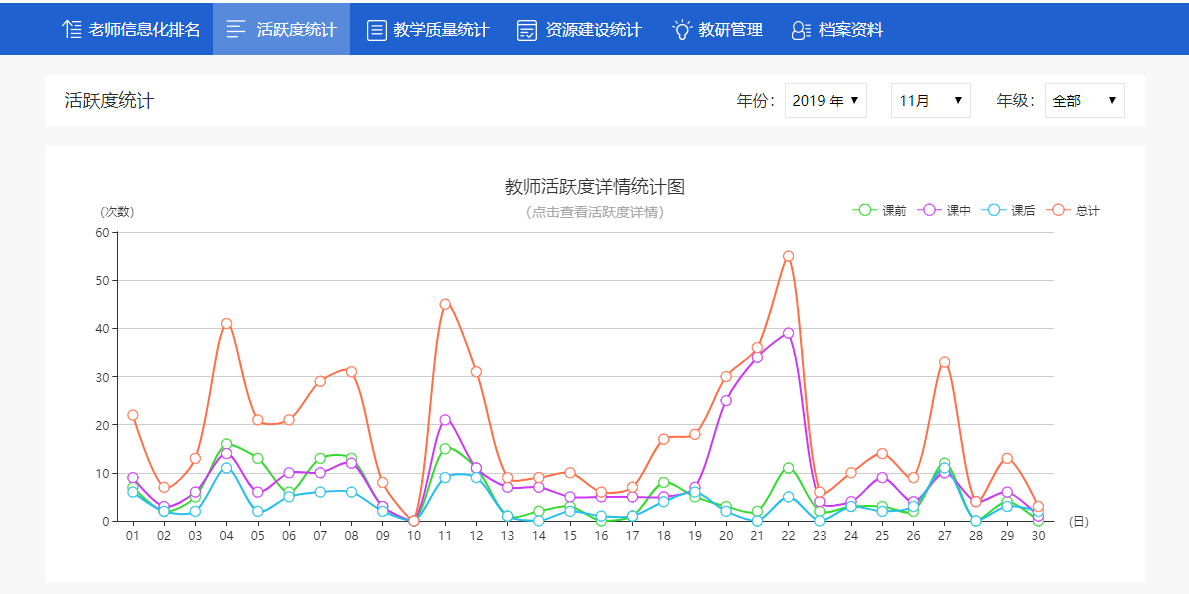 老师信息化排名 活跃度统计 教学质量统计 资源建设统计 教研管理 档案资料
活跃度统计 年份： 2019 年 11月 年级： 全部
教师活跃度详情统计图
(次数) (点击查看活跃度详情) 课前 课中 课后 总计
60
50
40
30
20
10
0 (日)
01 02 03 04 05 06 07 08 09 10 11 12 13 14 15 16 17 18 19 20 21 22 23 24 25 26 27 28 29 30